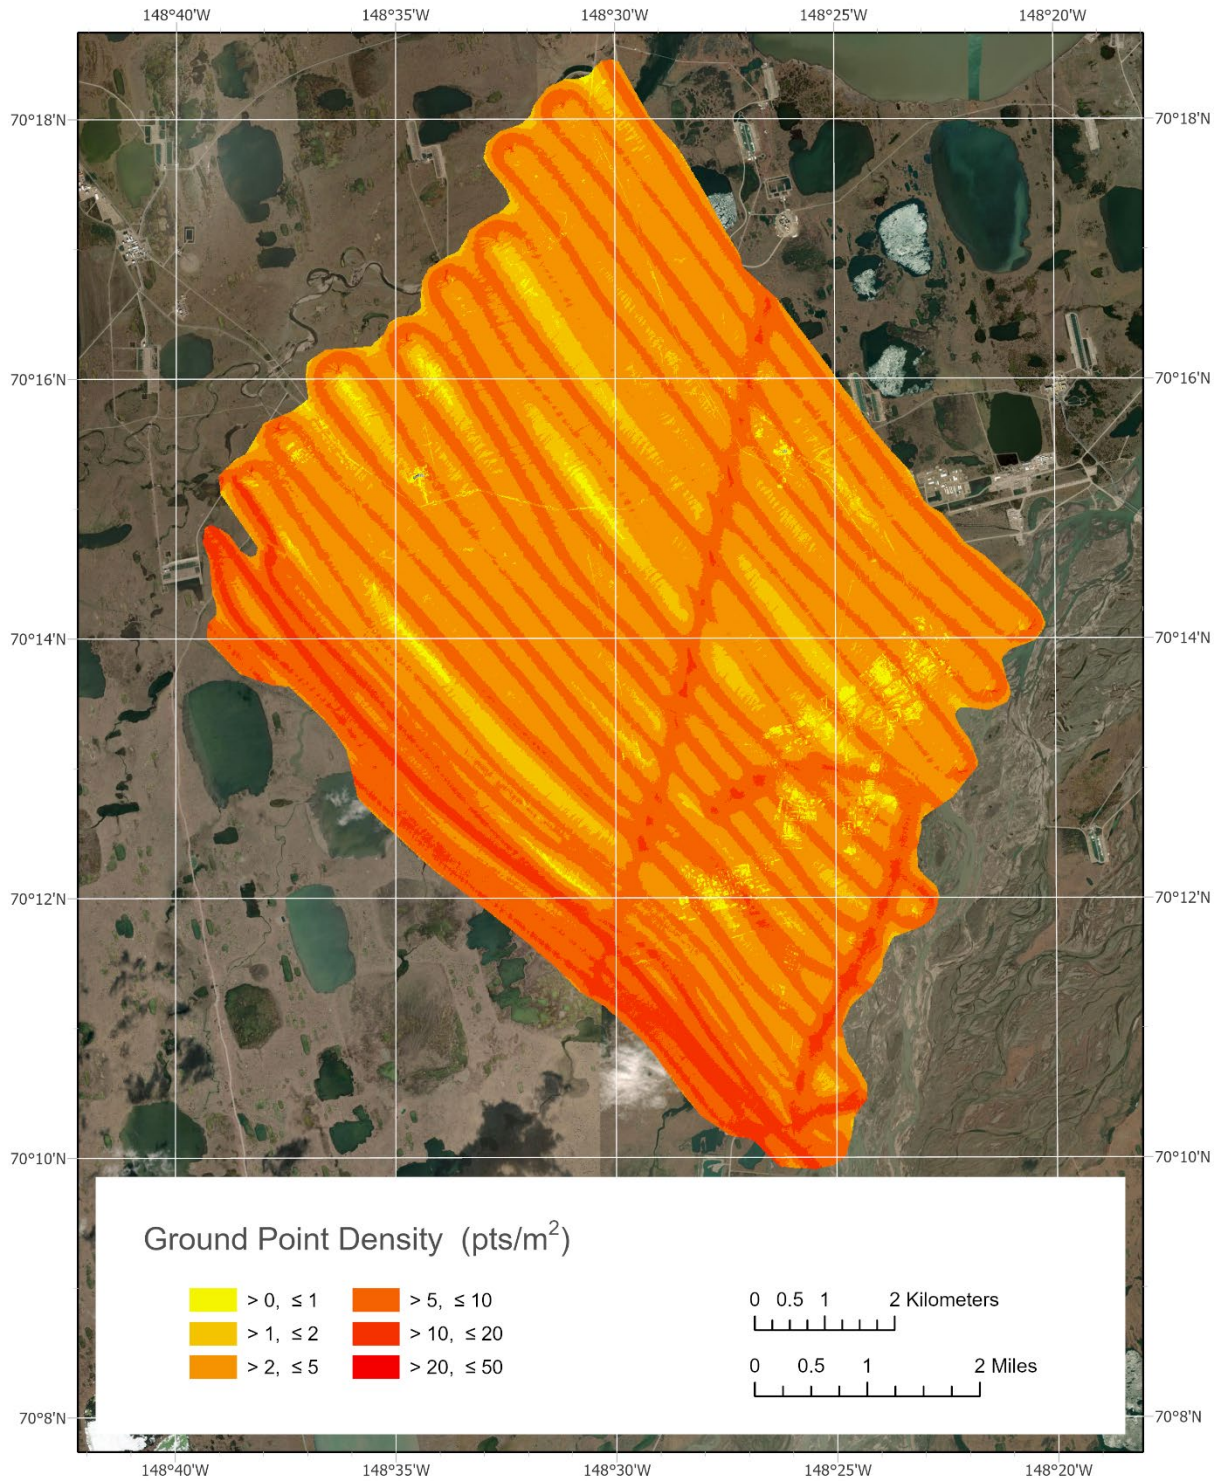 148°40'W 148°35'W 148°30'W 148°25'W 148°20'W
70°18'N 70°18'N
70°16'N 70°16'N
70°14'N 70°14'N
70°12'N 70°12'N
70°10'N 70°10'N
Ground Point Density (pts/m²)
> 0, ≤ 1 > 5, ≤ 10 0 0.5 1 2 Kilometers
> 1, ≤ 2 > 10, ≤ 20
> 2, ≤ 5 > 20, ≤ 50 0 0.5 1 2 Miles
70°8'N 70°8'N
148°40'W 148°35'W 148°30'W 148°25'W 148°20'W